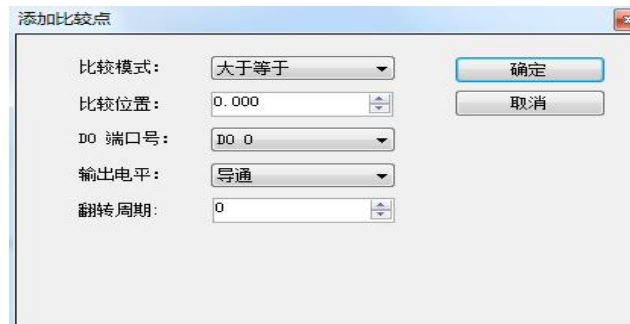 添加比较点
比较模式: 大于等于 确定
比较位置: 0.000 取消
DO 端口号: DO 0
输出电平: 导通
翻转周期: 0